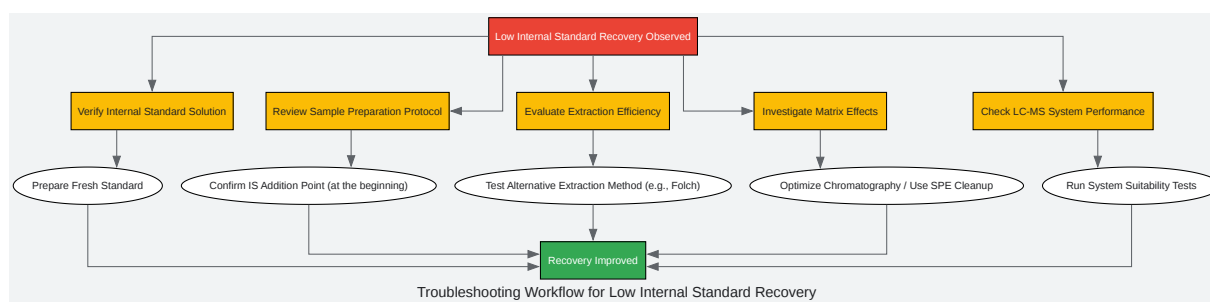 Low Internal Standard Recovery Observed
Verify Internal Standard Solution
Review Sample Preparation Protocol
Evaluate Extraction Efficiency
Investigate Matrix Effects
Check LC-MS System Performance
Prepare Fresh Standard
Confirm IS Addition Point (at the beginning)
Test Alternative Extraction Method (e.g., Folch)
Optimize Chromatography / Use SPE Cleanup
Run System Suitability Tests
Recovery Improved
Troubleshooting Workflow for Low Internal Standard Recovery